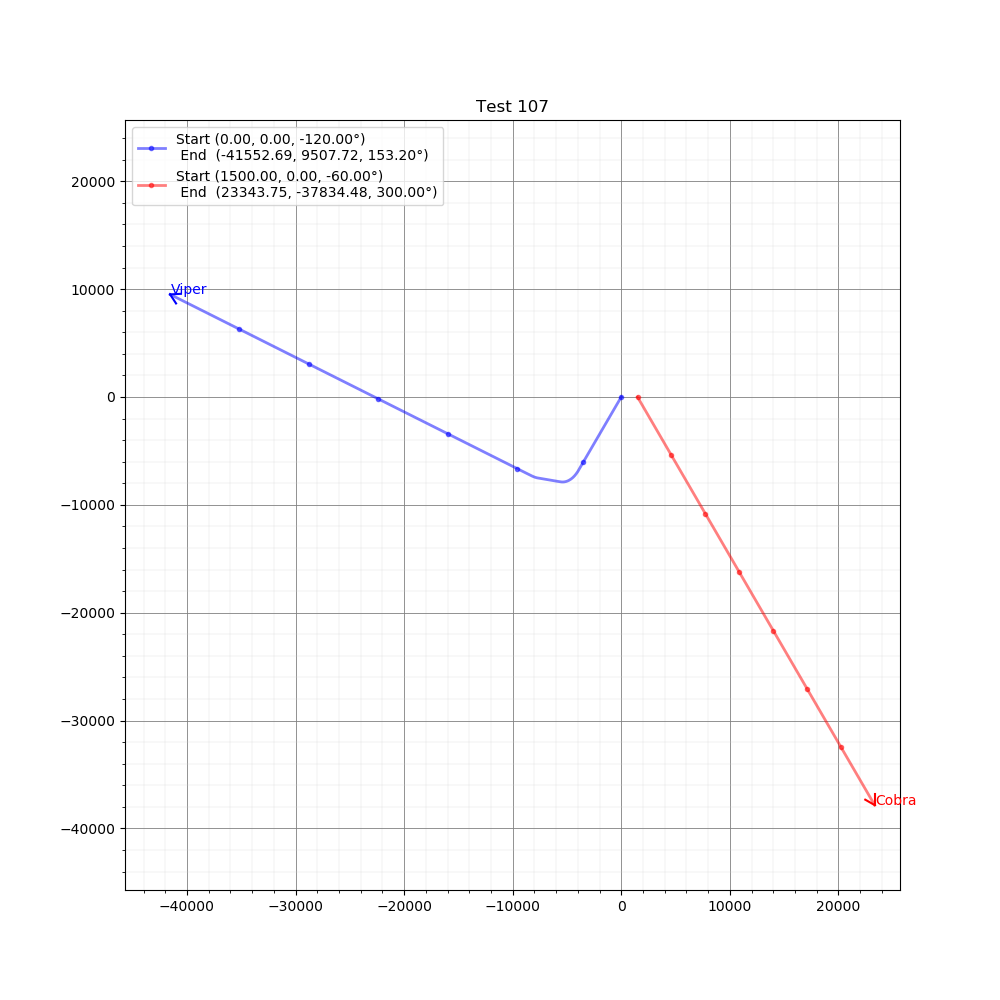 Test 107
Start (0.00, 0.00, -120.00°)
End  (-41552.69, 9507.72, 153.20°)
Start (1500.00, 0.00, -60.00°)
End  (23343.75, -37834.48, 300.00°)
20000
10000
0
−10000
−20000
−30000
−40000
Viper
Cobra
−40000
−30000
−20000
−10000
0
10000
20000